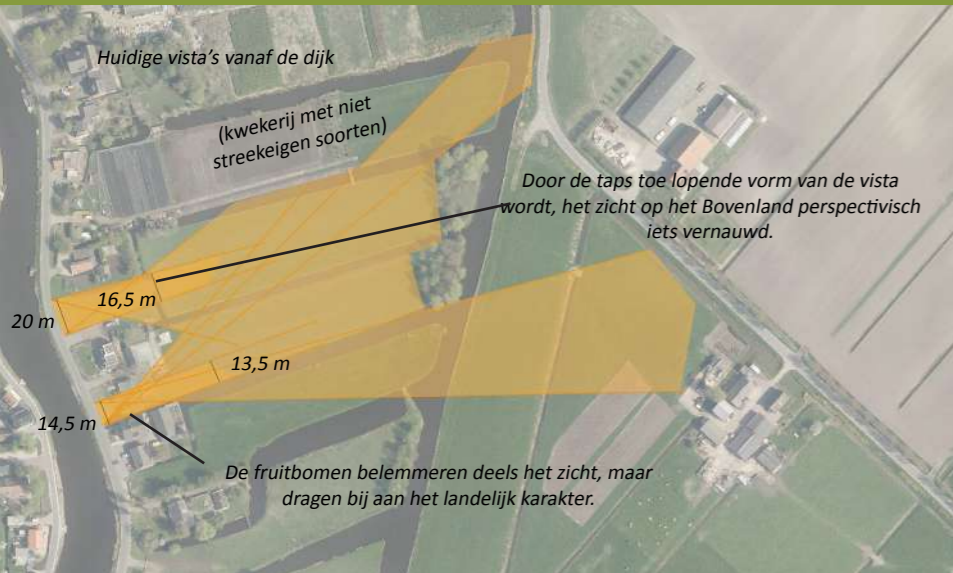 Huidige vista's vanaf de dijk
(kwekerij met niet
streekeigen soorten)
Door de taps toe lopende vorm van de vista
wordt, het zicht op het Bovenland perspectivisch
iets vernauwd.
16,5 m
20 m
13,5 m
14,5 m
De fruitbomen belemmeren deels het zicht, maar
dragen bij aan het landelijk karakter.